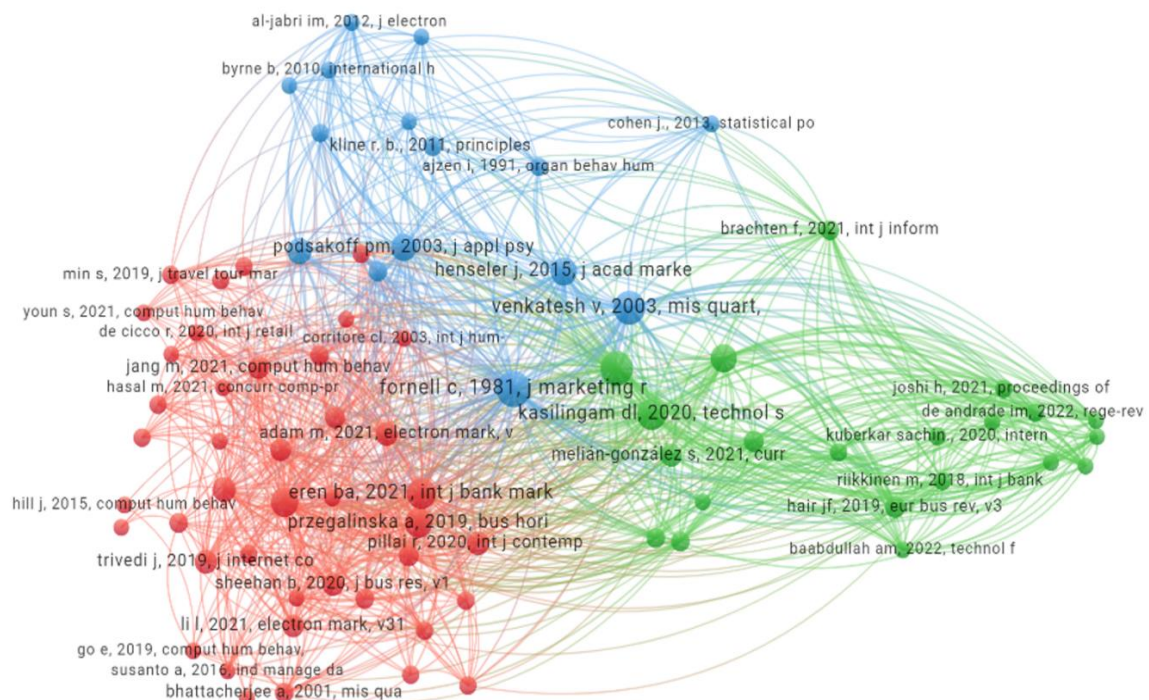 al-jabri im, 2012, j electron
byrne b, 2010, international h
cohen j., 2013, statistical po
kline r. b., 2011, principles
ajzen i, 1991, organ behav hum
brachten f, 2021, int j inform
podsakoff pm, 2003, j appl psy
henseler j, 2015, j acad marke
min s, 2019, j travel tour mar
venkatesh v, 2003, mis quart,
youn s, 2021, comput hum behav
de cicco r, 2020, int j retail
corritore cl, 2003, int j hum-
jang m, 2021, comput hum behav
hasal m, 2021, concurr comp-pr
fornell c, 1981, j marketing r
joshi h, 2021, proceedings of
kasilingam dl, 2020, technol s
de andrade im, 2022, rege-rev
adam m, 2021, electron mark, v
kuberkar sachin., 2020, intern
melián-gonzález s, 2021, curr
riikkinen m, 2018, int j bank
eren ba, 2021, int j bank mark
hill j, 2015, comput hum behav
hair jf, 2019, eur bus rev, v3
przegalinska a, 2019, bus hori
pillai r, 2020, int j contemp
baabdullah am, 2022, technol f
trivedi j, 2019, j internet co
sheehan b, 2020, j bus res, v1
li l, 2021, electron mark, v31
go e, 2019, comput hum behav,
susanto a, 2016, ind manage da
bhattacherjee a, 2001, mis qua